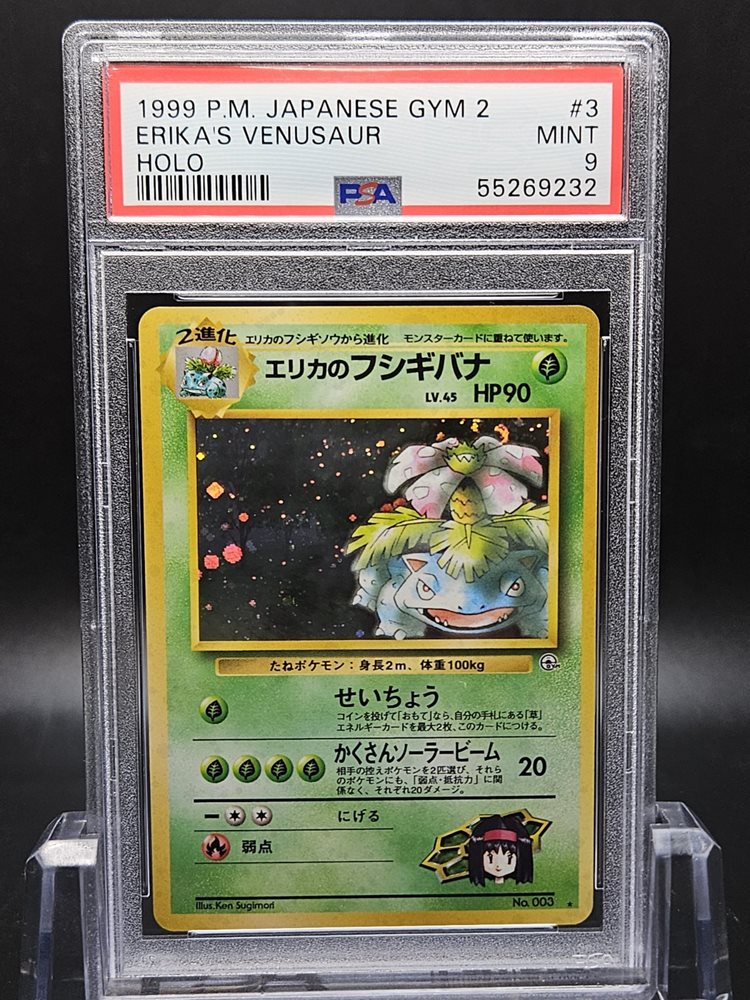 1999 P.M. JAPANESE GYM 2 #3
ERIKA'S VENUSAUR MINT
HOLO 9
PSA 55269232
2進化 エリカのフシギソウから進化 モンスターカードに重ねて使います。
エリカのフシギバナ
LV.45 HP90
たねポケモン：身長2m、体重100kg
せいちょう
コインを投げて「おもて」なら、自分の手札にある「草」
エネルギーカードを最大2枚、このカードにつける。
かくさんソーラービーム 20
相手の控えポケモンを2匹選び、それら
のポケモンにも、「弱点・抵抗力」に関
係なく、それぞれ20ダメージ。
にげる
弱点
Illus. Ken Sugimori No. 003 ★